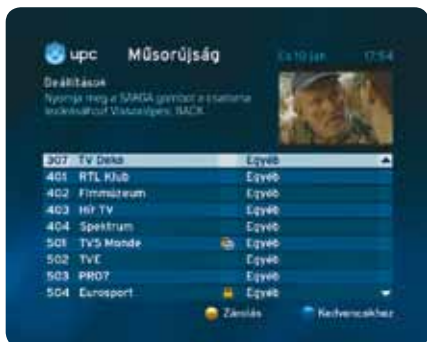 upc Műsorújság Cs 10 jan 17:54
Beállítások
Nyomja meg a SÁRGA gombot a csatorna
lezárásához! Visszalépés: BACK
307 TV Deko Egyéb
401 RTL Klub Egyéb
402 Filmmúzeum Egyéb
403 Hír TV Egyéb
404 Spektrum Egyéb
501 TV5 Monde Egyéb
502 TVE Egyéb
503 PRO7 Egyéb
504 Eurosport Egyéb
Zárolás Kedvencekhez